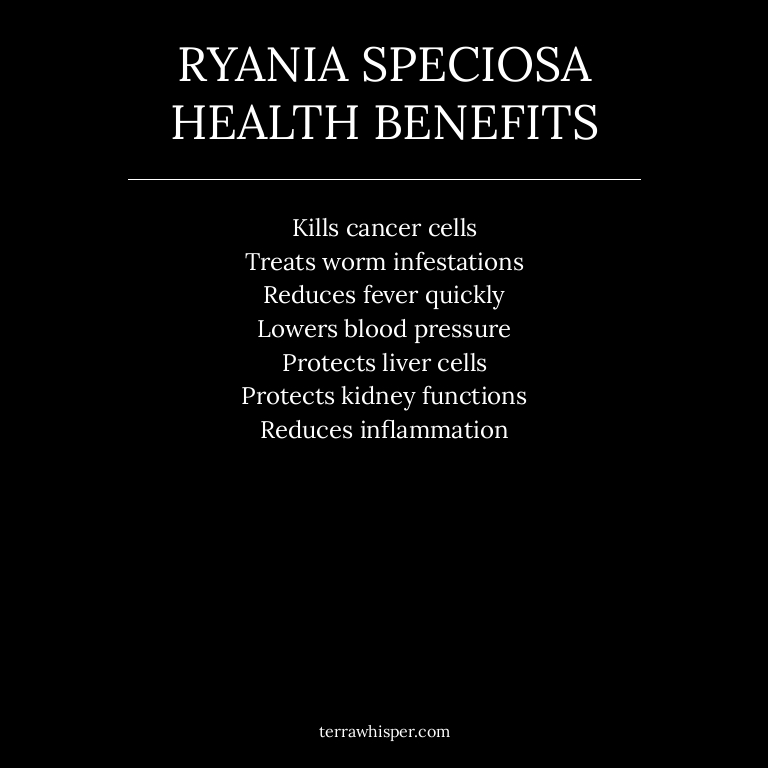 RYANIA SPECIOSA
HEALTH BENEFITS
Kills cancer cells
Treats worm infestations
Reduces fever quickly
Lowers blood pressure
Protects liver cells
Protects kidney functions
Reduces inflammation
terrawhisper.com